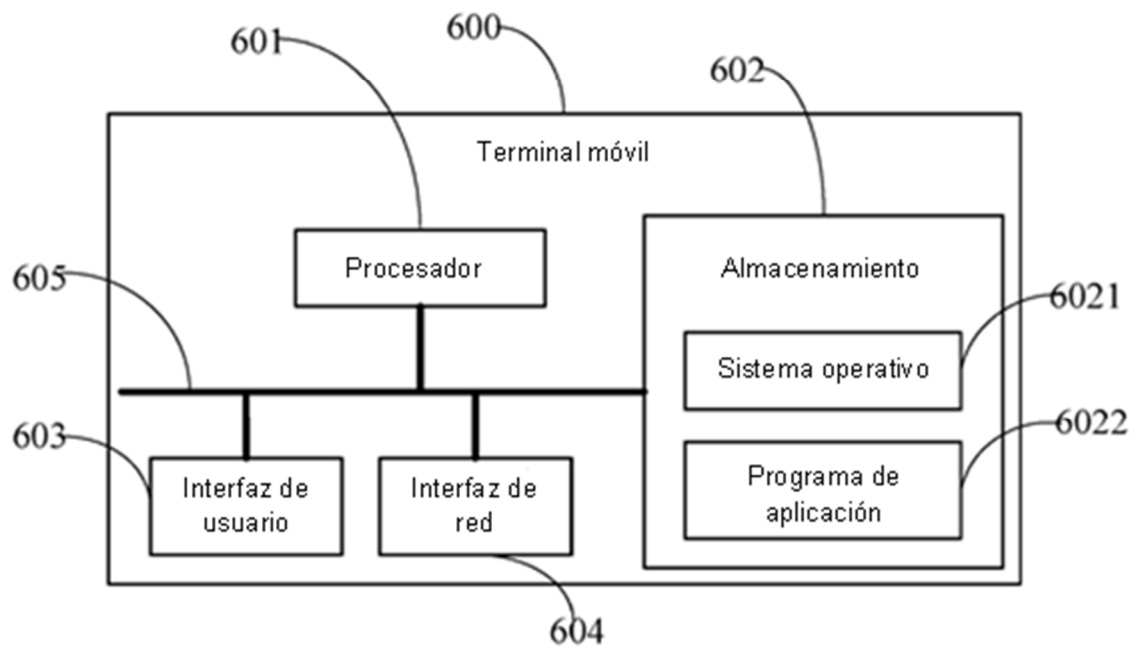 600
601
602
Terminal móvil
Procesador
Almacenamiento
605
6021
Sistema operativo
603
6022
Interfaz de
usuario
Interfaz de
red
Programa de
aplicación
604